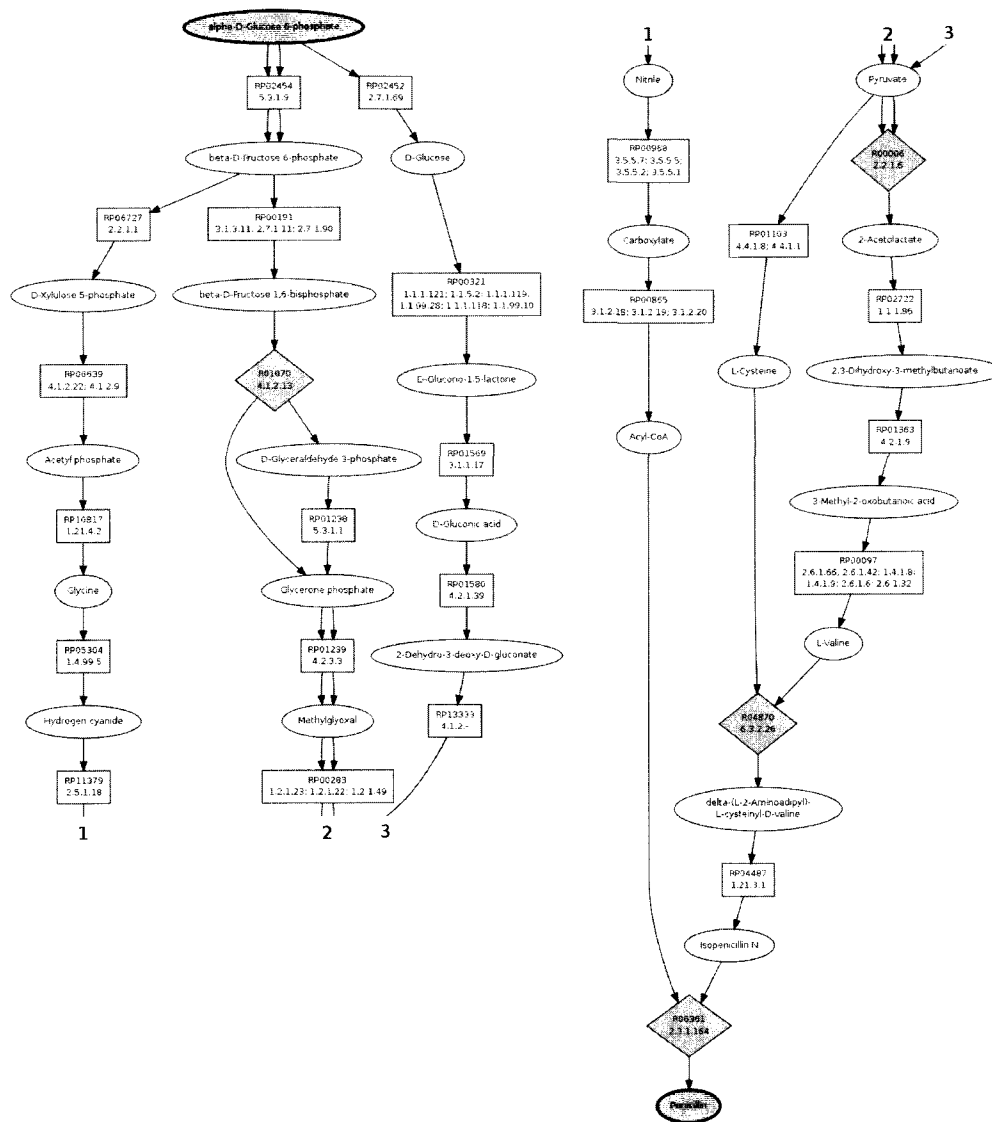 alpha-D-Glucose 6-phosphate
RP02454
5.3.1.9
RP02452
2.7.1.69
beta-D-Fructose 6-phosphate
D-Glucose
RP06727
2.2.1.1
RP00191
3.1.3.11; 2.7.1.11; 2.7.1.90
D-Xylulose 5-phosphate
beta-D-Fructose 1,6-bisphosphate
RP00321
1.1.1.121; 1.1.5.2; 1.1.1.119;
1.1.99.28; 1.1.1.118; 1.1.99.10
RP06639
4.1.2.22; 4.1.2.9
R01070
4.1.2.13
D-Glucono-1,5-lactone
Acetyl phosphate
D-Glyceraldehyde 3-phosphate
RP01569
3.1.1.17
RP10817
1.21.4.2
RP01238
5.3.1.1
D-Gluconic acid
Glycine
Glycerone phosphate
RP01586
4.2.1.39
RP05304
1.4.99.5
RP01239
4.2.3.3
2-Dehydro-3-deoxy-D-gluconate
Hydrogen cyanide
Methylglyoxal
RP13333
4.1.2.-
RP11379
2.5.1.18
RP00283
1.2.1.23; 1.2.1.22; 1.2.1.49
1
2
3
1
2
3
Nitrile
Pyruvate
RP00968
3.5.5.7; 3.5.5.5;
3.5.5.2; 3.5.5.1
R00006
2.2.1.6
Carboxylate
RP01103
4.4.1.8; 4.4.1.1
2-Acetolactate
RP00865
3.1.2.18; 3.1.2.19; 3.1.2.20
RP02722
1.1.1.86
L-Cysteine
2,3-Dihydroxy-3-methylbutanoate
Acyl-CoA
RP01363
4.2.1.9
3-Methyl-2-oxobutanoic acid
RP00097
2.6.1.66; 2.6.1.42; 1.4.1.8;
1.4.1.9; 2.6.1.6; 2.6.1.32
L-Valine
R04870
6.3.2.26
delta-(L-2-Aminoadipyl)-
L-cysteinyl-D-valine
RP04487
1.21.3.1
Isopenicillin N
R06361
2.3.1.164
Penicillin